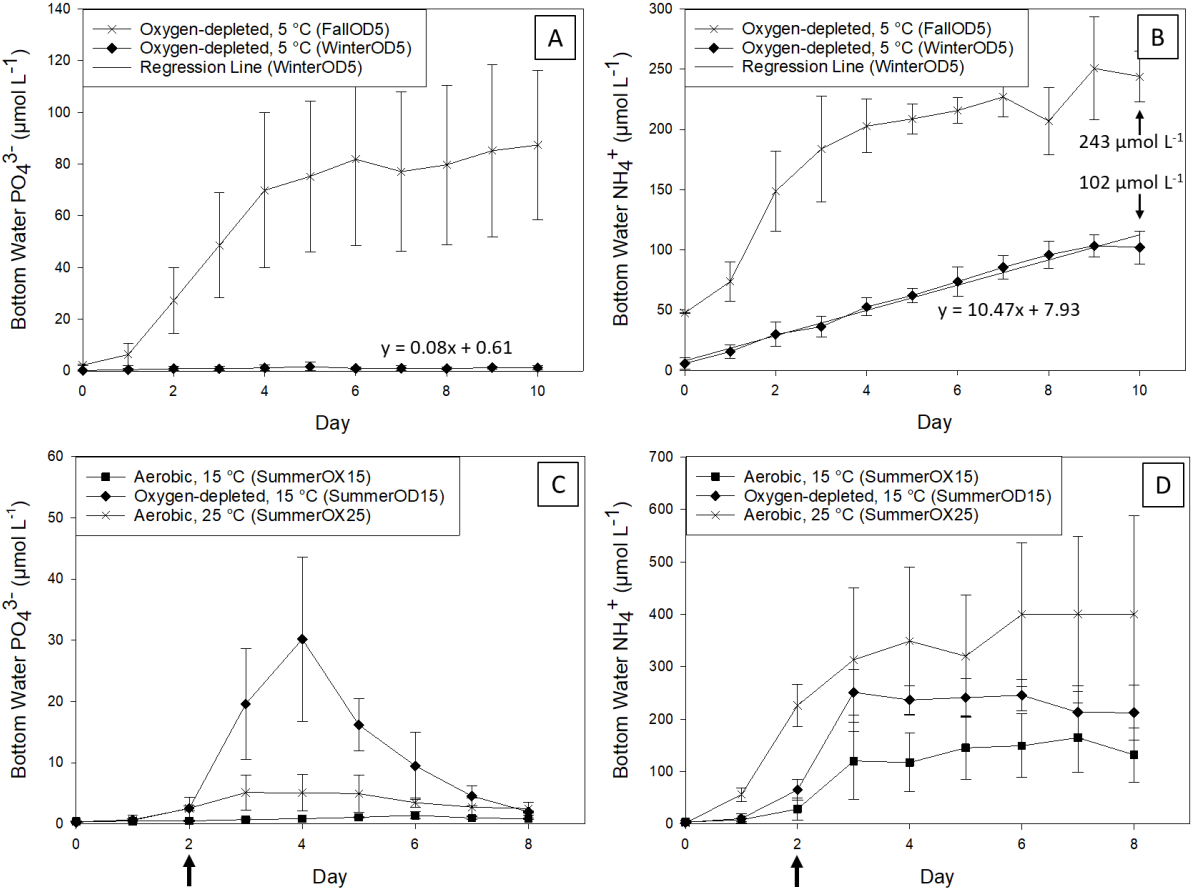 A
Oxygen-depleted, 5 °C (FallOD5)
Oxygen-depleted, 5 °C (WinterOD5)
Regression Line (WinterOD5)
Bottom Water PO₄³⁻ (µmol L⁻¹)
140
120
100
80
60
40
20
0
y = 0.08x + 0.61
0 2 4 6 8 10
Day
B
Oxygen-depleted, 5 °C (FallOD5)
Oxygen-depleted, 5 °C (WinterOD5)
Regression Line (WinterOD5)
Bottom Water NH₄⁺ (µmol L⁻¹)
300
250
200
150
100
50
0
243 µmol L⁻¹
102 µmol L⁻¹
y = 10.47x + 7.93
0 2 4 6 8 10
Day
C
Aerobic, 15 °C (SummerOX15)
Oxygen-depleted, 15 °C (SummerOD15)
Aerobic, 25 °C (SummerOX25)
Bottom Water PO₄³⁻ (µmol L⁻¹)
60
50
40
30
20
10
0
0 2 4 6 8
Day
D
Aerobic, 15 °C (SummerOX15)
Oxygen-depleted, 15 °C (SummerOD15)
Aerobic, 25 °C (SummerOX25)
Bottom Water NH₄⁺ (µmol L⁻¹)
700
600
500
400
300
200
100
0
0 2 4 6 8
Day